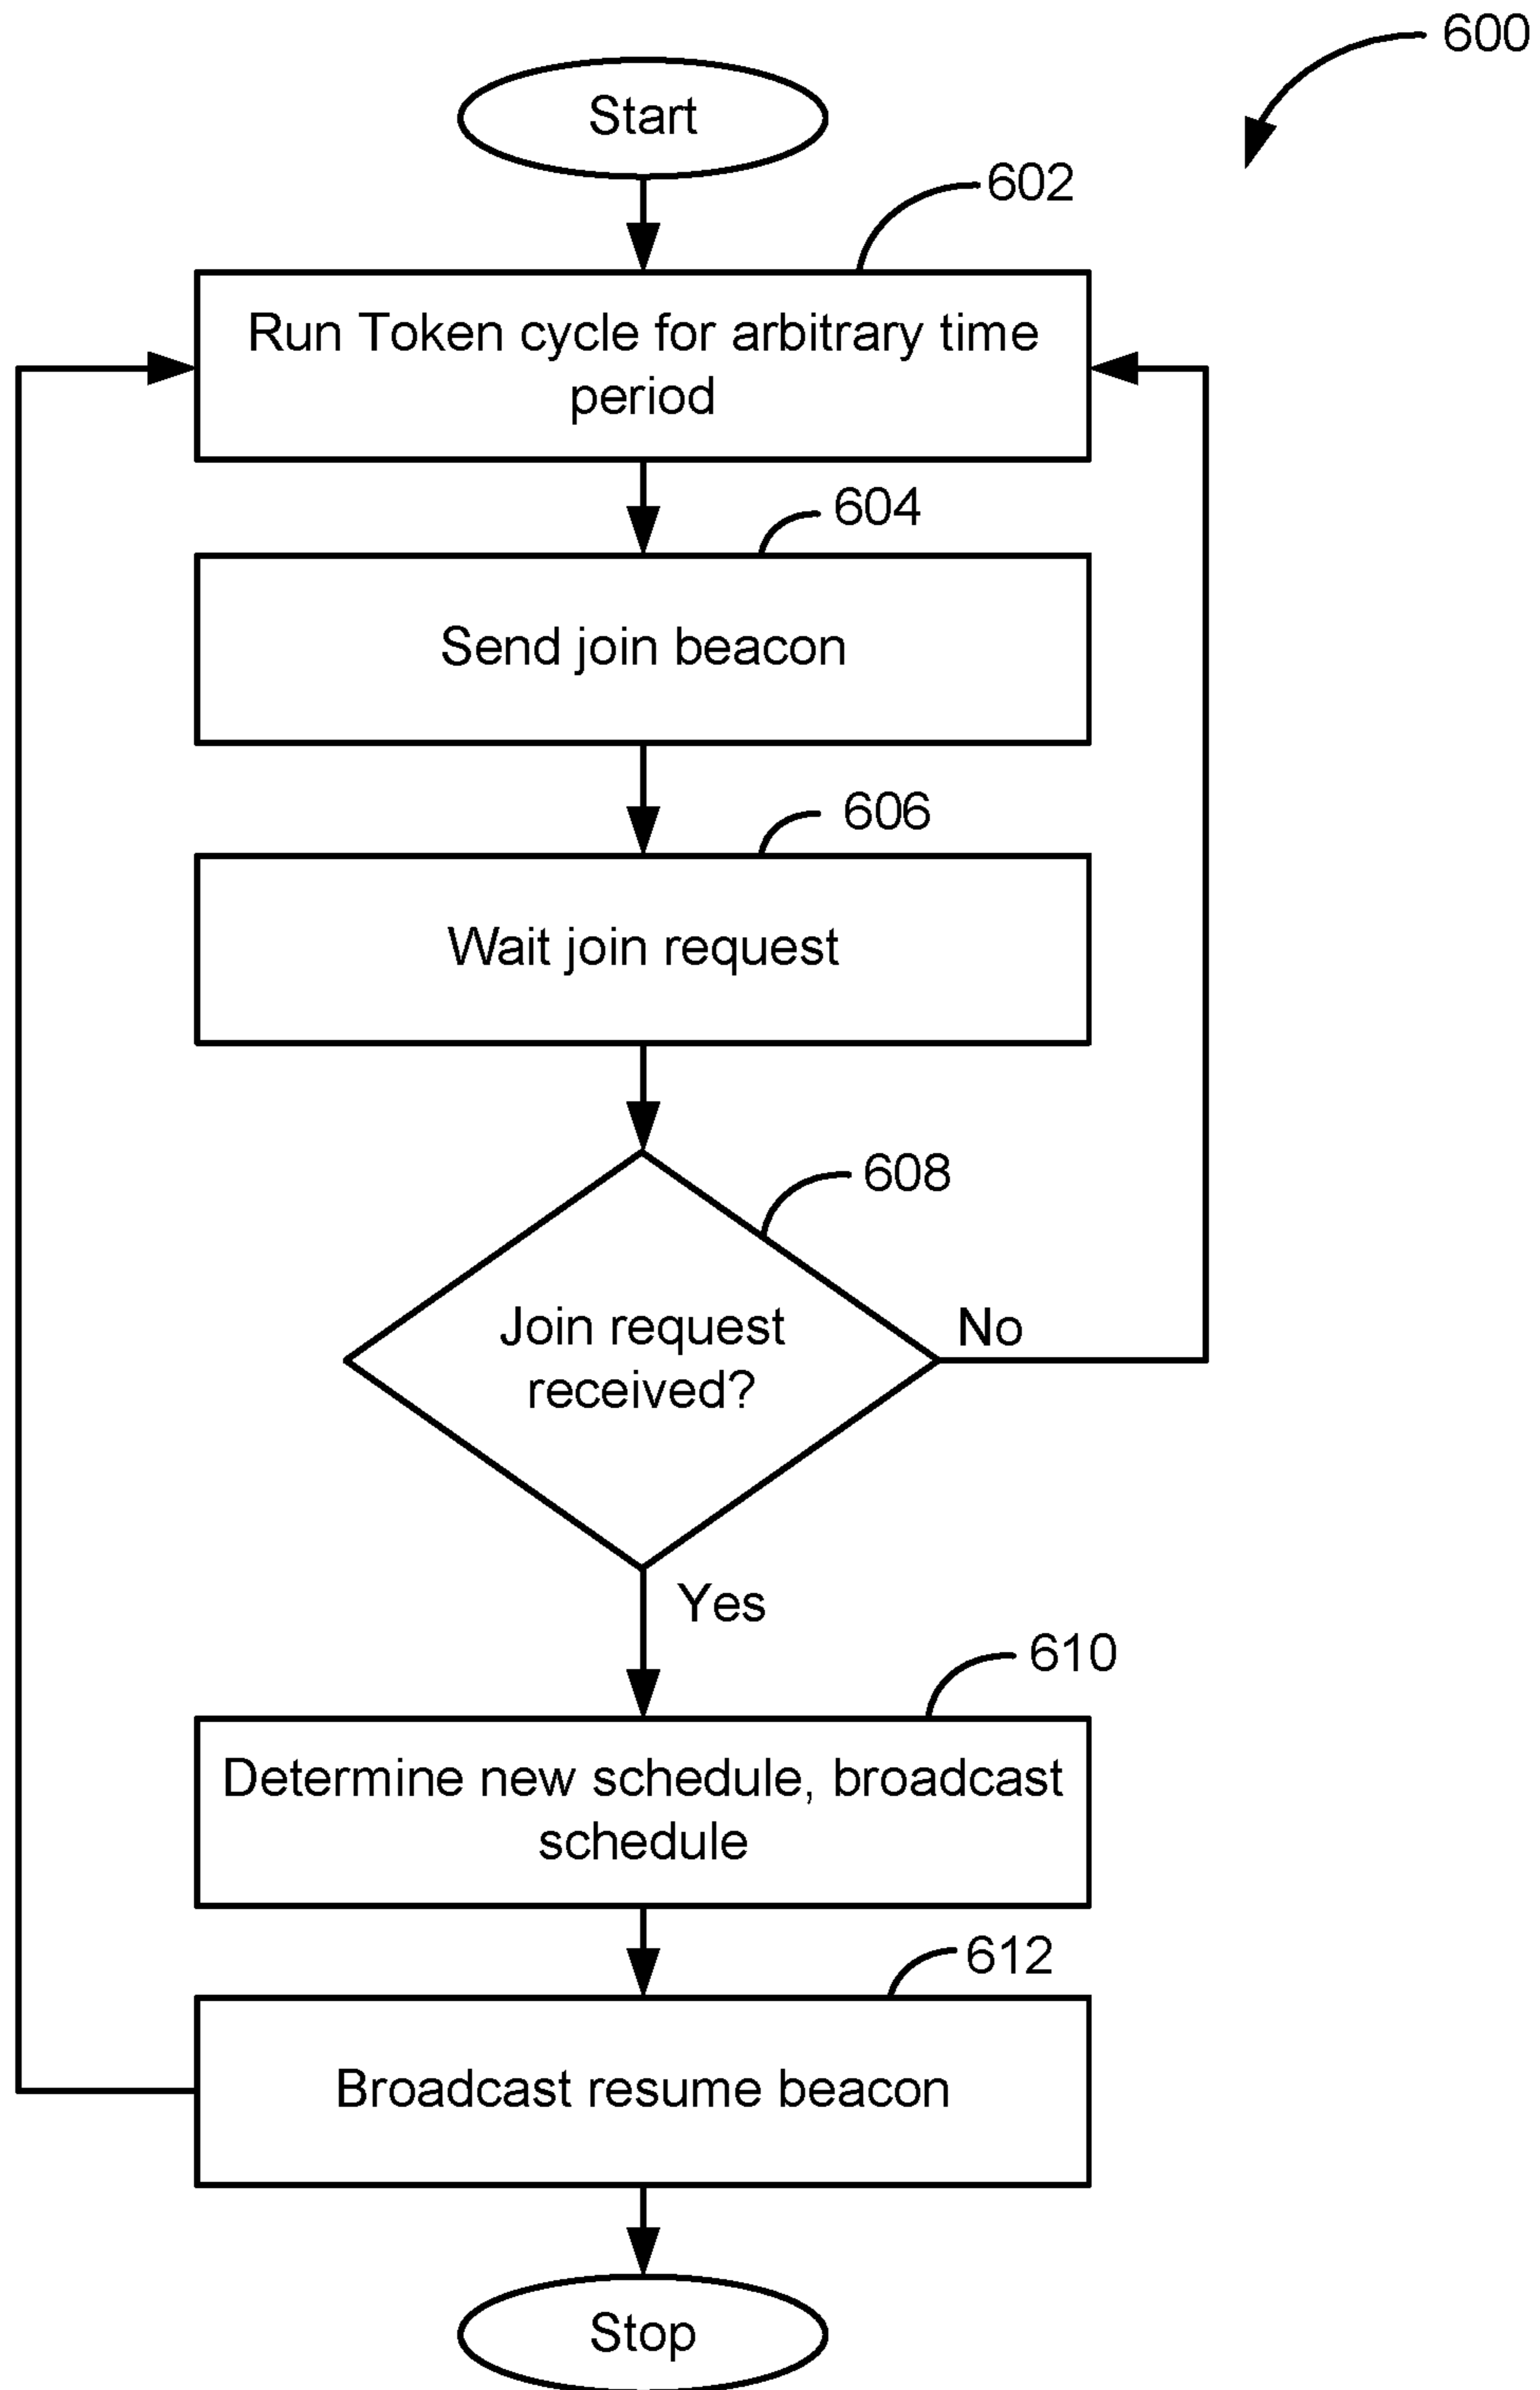 600
Start
602
Run Token cycle for arbitrary time
period
604
Send join beacon
606
Wait join request
608
Join request
received?
No
Yes
610
Determine new schedule, broadcast
schedule
612
Broadcast resume beacon
Stop